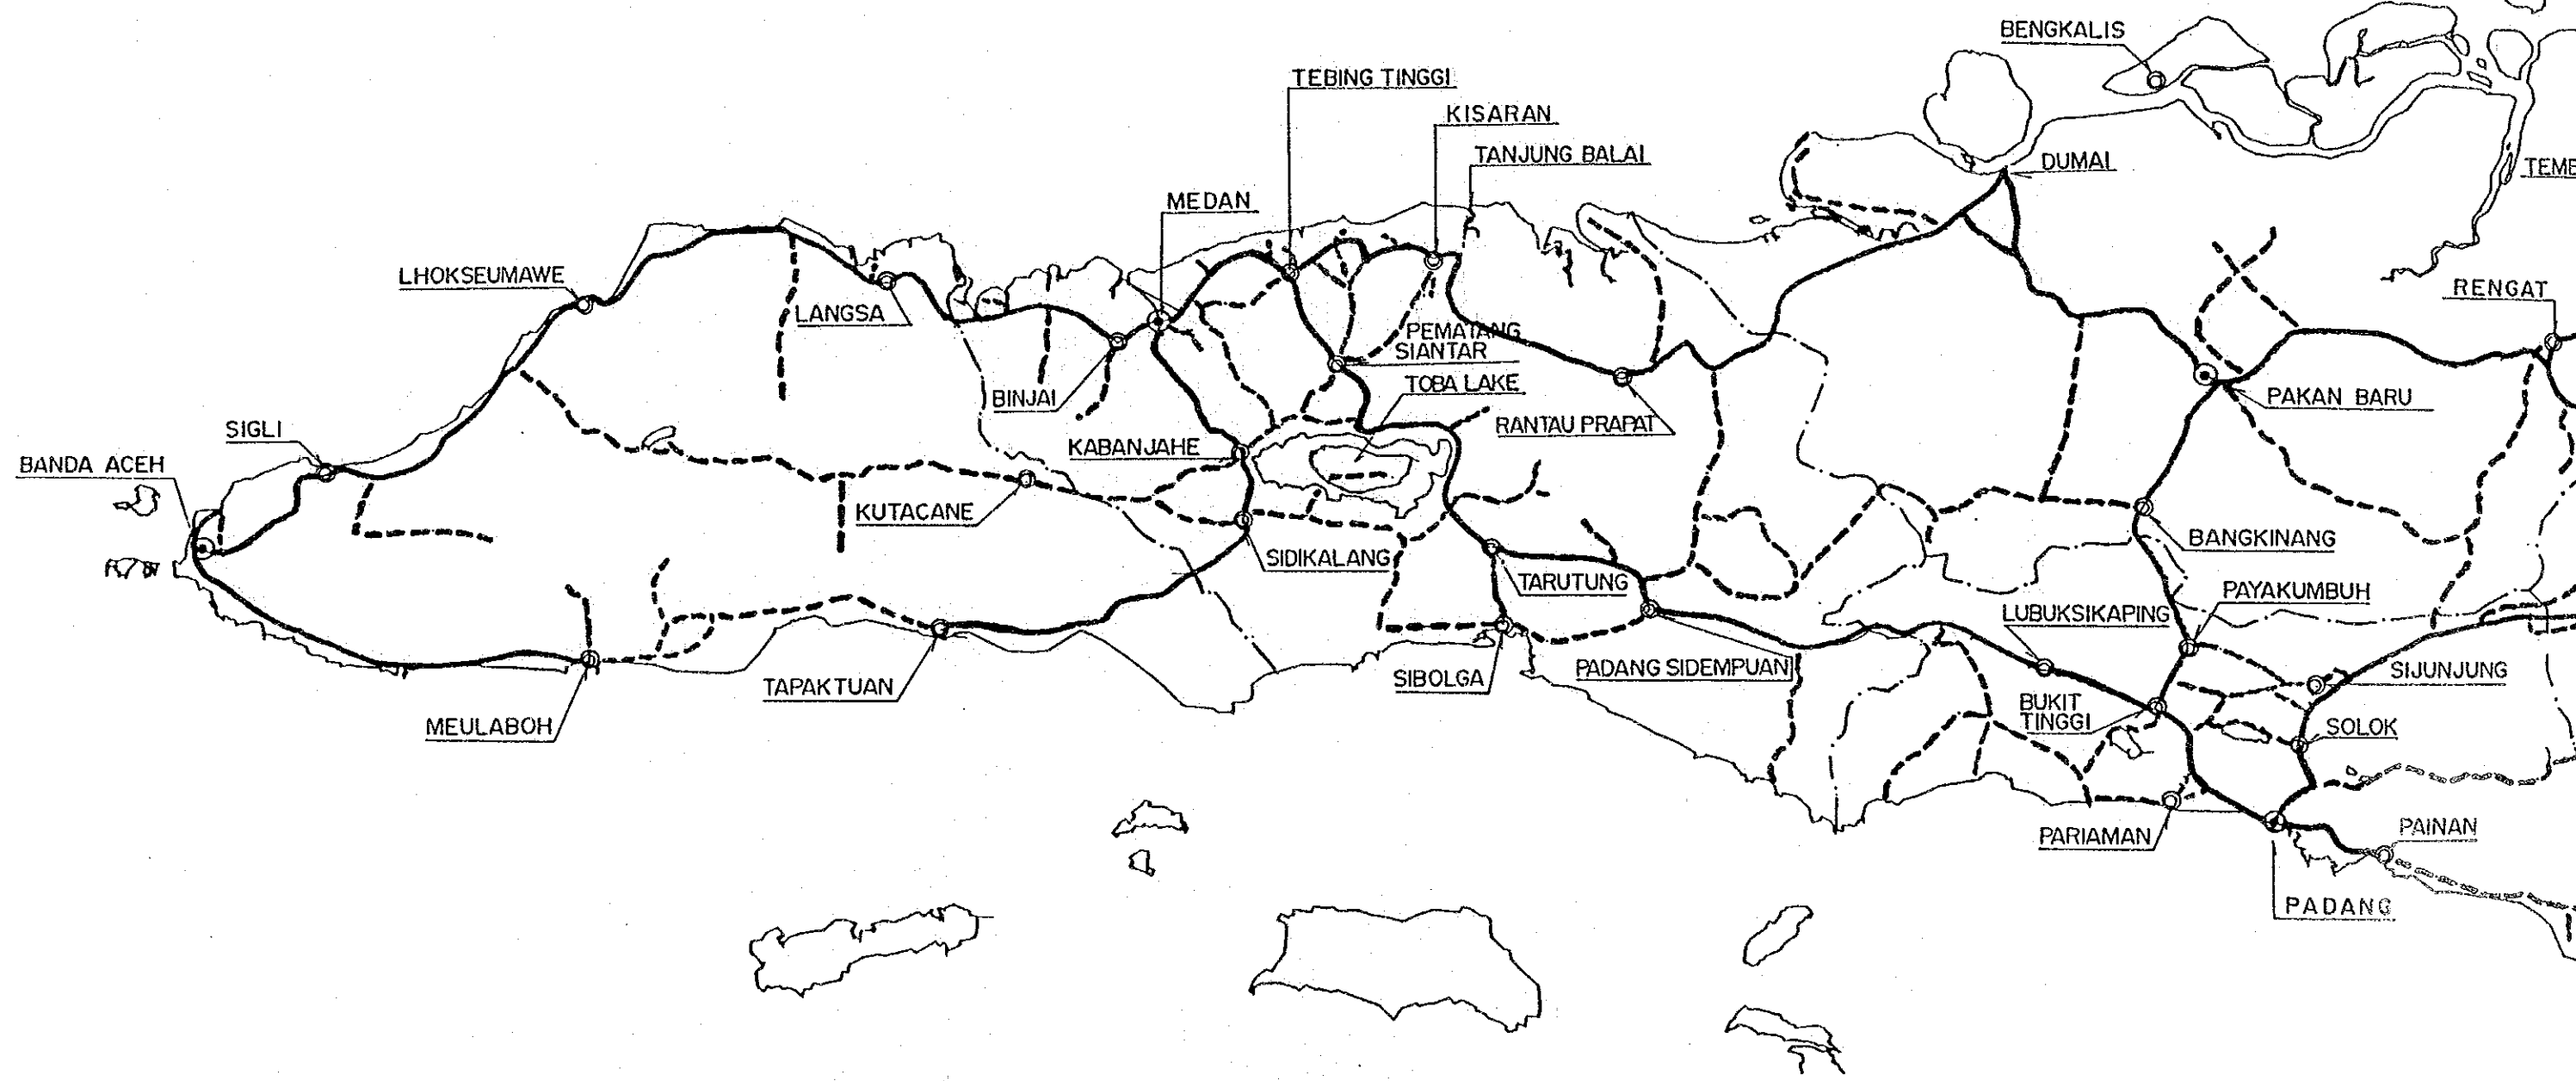 BENGKALIS
TEBING TINGGI
KISARAN
TANJUNG BALAI
DUMAI
TEMB
MEDAN
LHOKSEUMAWE
LANGSA
RENGAT
PEMATANG
SIANTAR
TOBA LAKE
BINJAI
PAKAN BARU
SIGLI
RANTAU PRAPAT
KABANJAHE
BANDA ACEH
KUTACANE
BANGKINANG
SIDIKALANG
TARUTUNG
PAYAKUMBUH
LUBUKSIKAPING
PADANG SIDEMPUAN
SIJUNJUNG
SIBOLGA
TAPAKTUAN
BUKIT
TINGGI
SOLOK
MEULABOH
PARIAMAN
PAINAN
PADANG